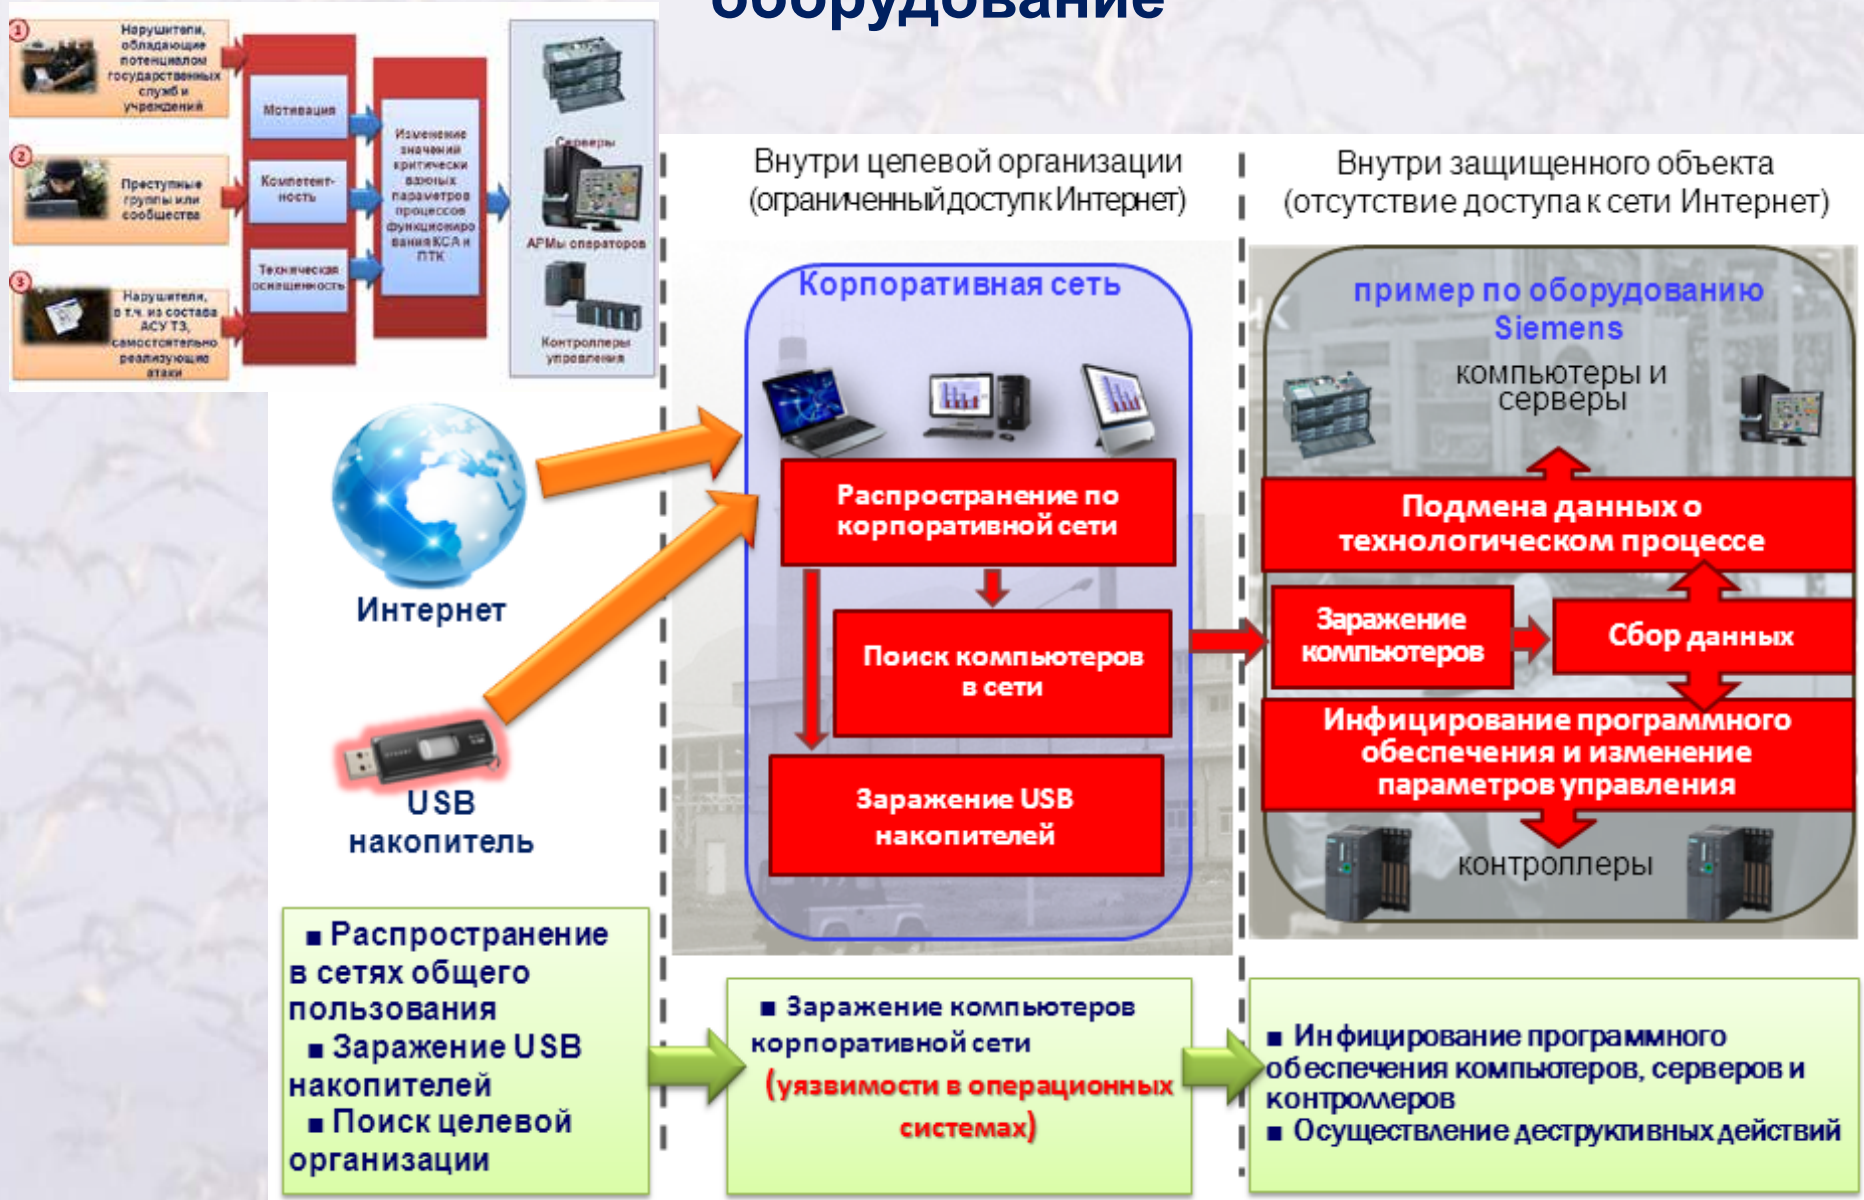 оборудование
1
Нарушители,
обладающие
потенциалом
государственных
служб и
учреждений
2
Преступные
группы или
сообщества
3
Нарушители,
в т.ч. из состава
АСУ ТЗ,
самостоятельно
реализующие
атаки
Мотивация
Компетент-
ность
Техническая
оснащенность
Изменение
значений
критически
важных
параметров
процессов
функциониро
вания КСА и
ПТК
Серверы
АРМы операторов
Контроллеры
управления
Интернет
USB
накопитель
Внутри целевой организации
(ограниченный доступ к Интернет)
Корпоративная сеть
Распространение по
корпоративной сети
Поиск компьютеров
в сети
Заражение USB
накопителей
Внутри защищенного объекта
(отсутствие доступа к сети Интернет)
пример по оборудованию
Siemens
компьютеры и
серверы
Подмена данных о
технологическом процессе
Заражение
компьютеров
Сбор данных
Инфицирование программного
обеспечения и изменение
параметров управления
контроллеры
■ Распространение
в сетях общего
пользования
■ Заражение USB
накопителей
■ Поиск целевой
организации
■ Заражение компьютеров
корпоративной сети
(уязвимости в операционных
системах)
■ Инфицирование программного
обеспечения компьютеров, серверов и
контроллеров
■ Осуществление деструктивных действий